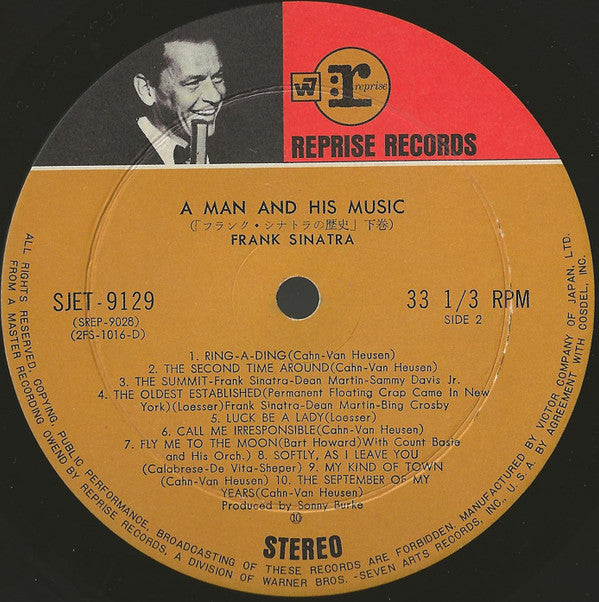 W7 r: reprise
REPRISE RECORDS
A MAN AND HIS MUSIC
(「フランク・シナトラの歴史」下巻)
FRANK SINATRA
SJET-9129
(SREP-9028)
(2FS-1016-D)
33 1/3 RPM
SIDE 2
1. RING-A-DING(Cahn-Van Heusen)
2. THE SECOND TIME AROUND(Cahn-Van Heusen)
3. THE SUMMIT-Frank Sinatra-Dean Martin-Sammy Davis Jr.
4. THE OLDEST ESTABLISHED(Permanent Floating Crap Came In New
York)(Loesser)Frank Sinatra-Dean Martin-Bing Crosby
5. LUCK BE A LADY(Loesser)
6. CALL ME IRRESPONSIBLE(Cahn-Van Heusen)
7. FLY ME TO THE MOON(Bart Howard)With Count Basie
and His Orch.) 8. SOFTLY, AS I LEAVE YOU
(Calabrese-De Vita-Sheper) 9. MY KIND OF TOWN
(Cahn-Van Heusen) 10. THE SEPTEMBER OF MY
YEARS(Cahn-Van Heusen)
Produced by Sonny Burke
⑩
STEREO
ALL RIGHTS RESERVED. COPYING, PUBLIC PERFORMANCE, BROADCASTING OF THESE RECORDS ARE FORBIDDEN, MANUFACTURED BY VICTOR COMPANY OF JAPAN, LTD.
FROM A MASTER RECORDING OWEND BY REPRISE RECORDS, A DIVISION OF WARNER BROS.-SEVEN ARTS RECORDS, INC., U.S.A. BY AGREEMENT WITH COSDEL, INC.